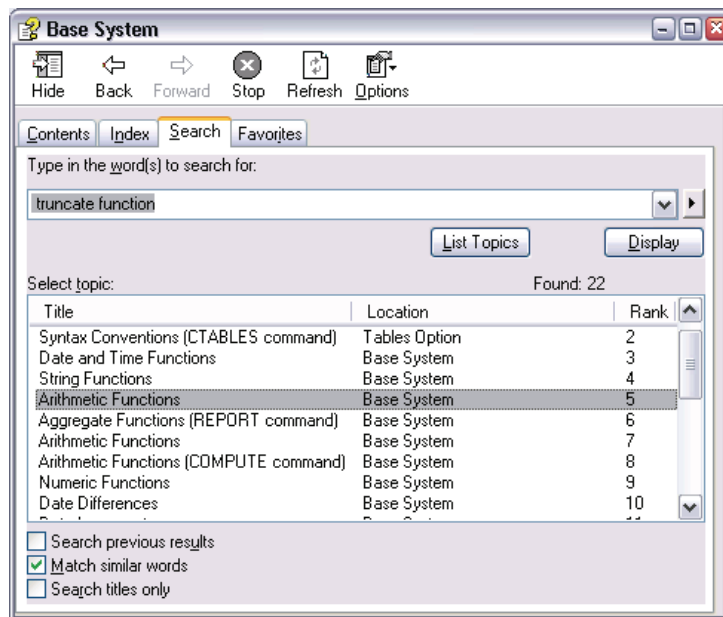 Base System
Hide Back Forward Stop Refresh Options
Contents Index Search Favorites
Type in the word(s) to search for:
truncate function
List Topics Display
Select topic: Found: 22
Title Location Rank
Syntax Conventions (CTABLES command) Tables Option 2
Date and Time Functions Base System 3
String Functions Base System 4
Arithmetic Functions Base System 5
Aggregate Functions (REPORT command) Base System 6
Arithmetic Functions Base System 7
Arithmetic Functions (COMPUTE command) Base System 8
Numeric Functions Base System 9
Date Differences Base System 10
Search previous results
Match similar words
Search titles only